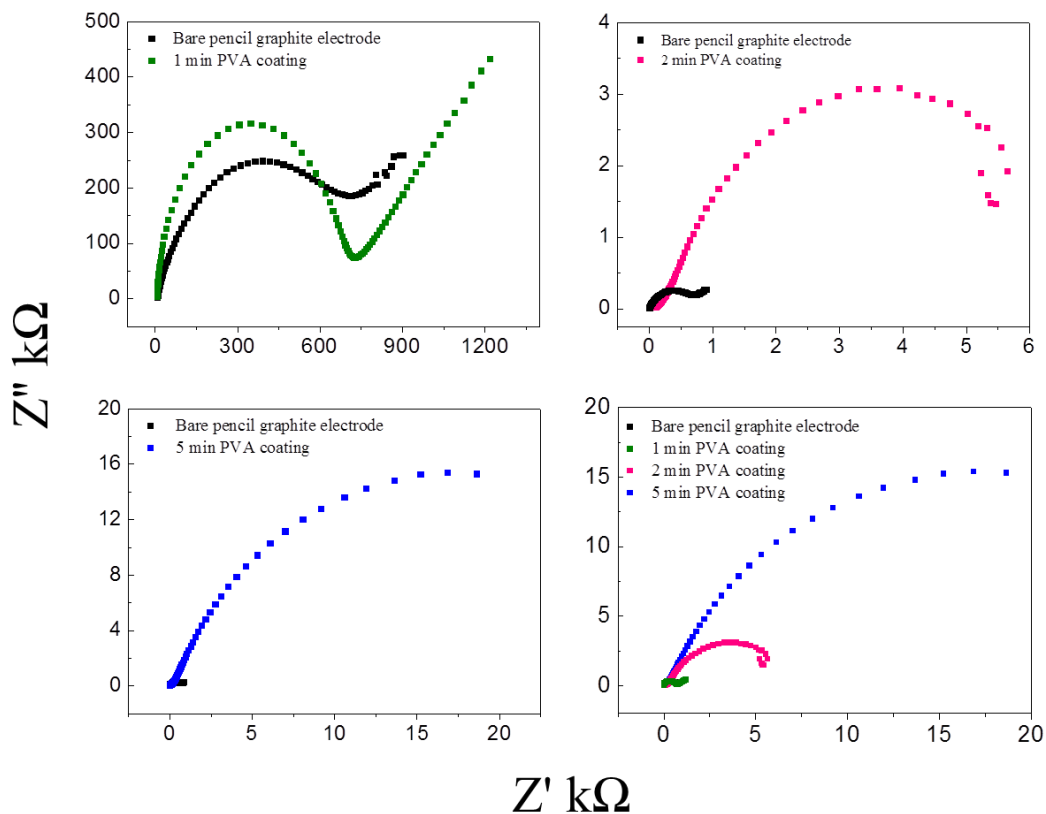 500
400
300
200
100
0
0 300 600 900 1200
Bare pencil graphite electrode
1 min PVA coating
4
3
2
1
0
0 1 2 3 4 5 6
Bare pencil graphite electrode
2 min PVA coating
Z'' kΩ
20
16
12
8
4
0
0 5 10 15 20
Bare pencil graphite electrode
5 min PVA coating
20
15
10
5
0
0 5 10 15 20
Bare pencil graphite electrode
1 min PVA coating
2 min PVA coating
5 min PVA coating
Z' kΩ